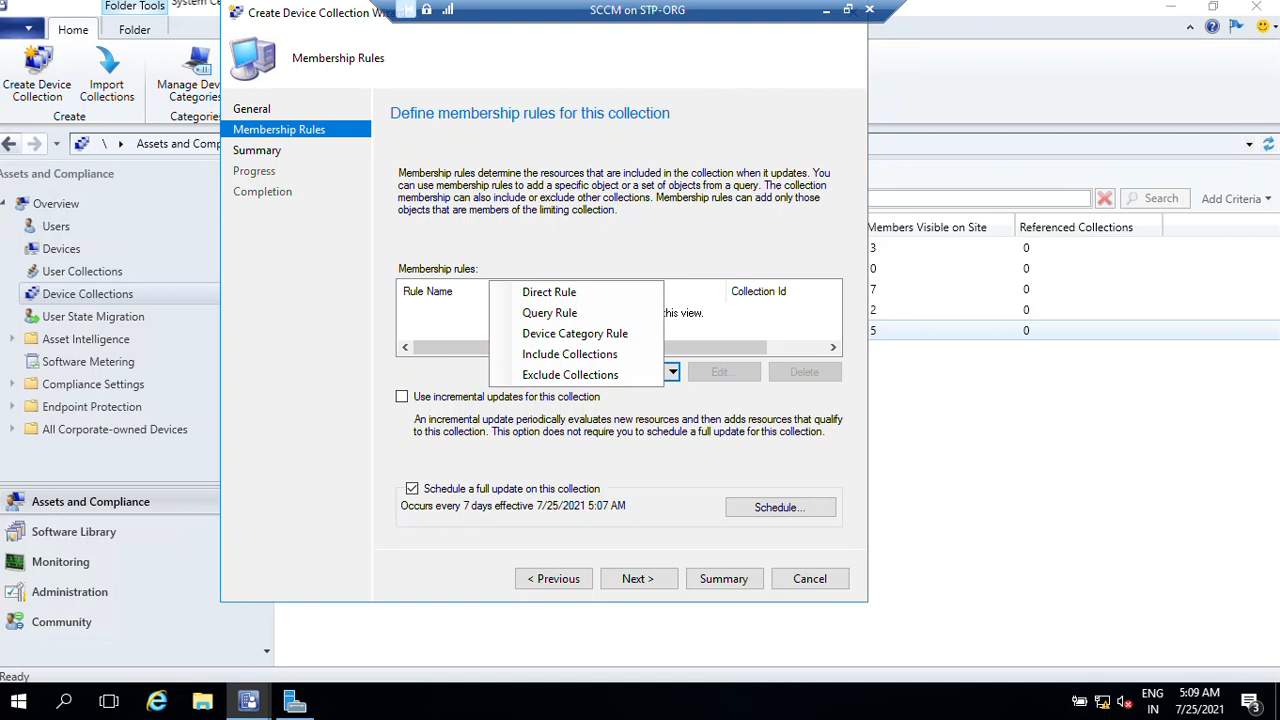 Folder Tools
System Ce
Create Device Collection Wiz
SCCM on STP-ORG
Home
Folder
Membership Rules
Create Device
Collection
Import
Collections
Manage Dev
Categories
Create
Categorie
General
Membership Rules
Summary
Progress
Completion
Define membership rules for this collection
\ Assets and Comp
Assets and Compliance
Overview
Users
Devices
User Collections
Device Collections
User State Migration
Asset Intelligence
Software Metering
Compliance Settings
Endpoint Protection
All Corporate-owned Devices
Membership rules determine the resources that are included in the collection when it updates. You
can use membership rules to add a specific object or a set of objects from a query. The collection
membership can also include or exclude other collections. Membership rules can add only those
objects that are members of the limiting collection.
Search
Add Criteria
Members Visible on Site
Referenced Collections
3 0
0 0
7 0
2 0
5 0
Membership rules:
Rule Name
Collection Id
this view.
Direct Rule
Query Rule
Device Category Rule
Include Collections
Exclude Collections
Edit...
Delete
Use incremental updates for this collection
An incremental update periodically evaluates new resources and then adds resources that qualify
to this collection. This option does not require you to schedule a full update for this collection.
Schedule a full update on this collection
Occurs every 7 days effective 7/25/2021 5:07 AM
Schedule...
< Previous
Next >
Summary
Cancel
Assets and Compliance
Software Library
Monitoring
Administration
Community
Ready
ENG
IN
5:09 AM
7/25/2021
3